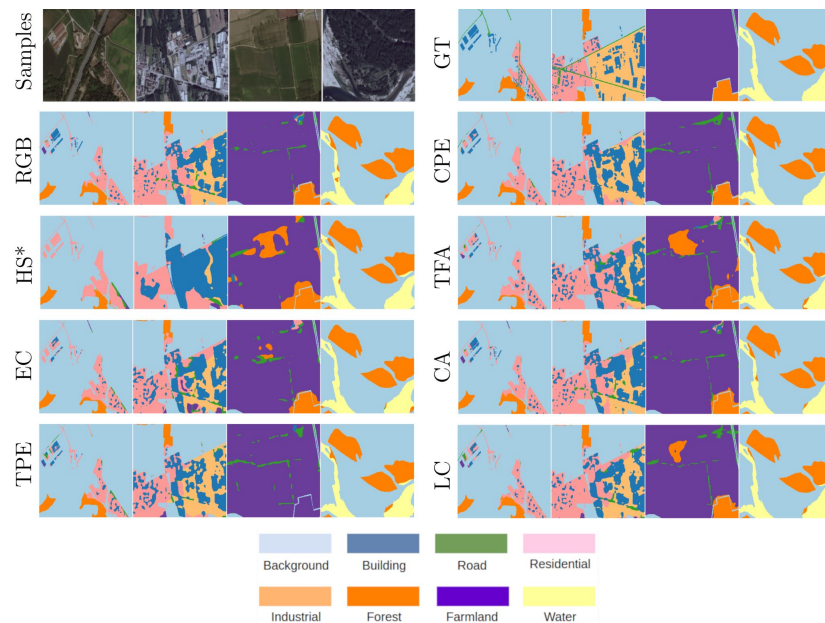 Samples
GT
RGB
CPE
HS*
TFA
EC
CA
TPE
LC
Background
Building
Road
Residential
Industrial
Forest
Farmland
Water